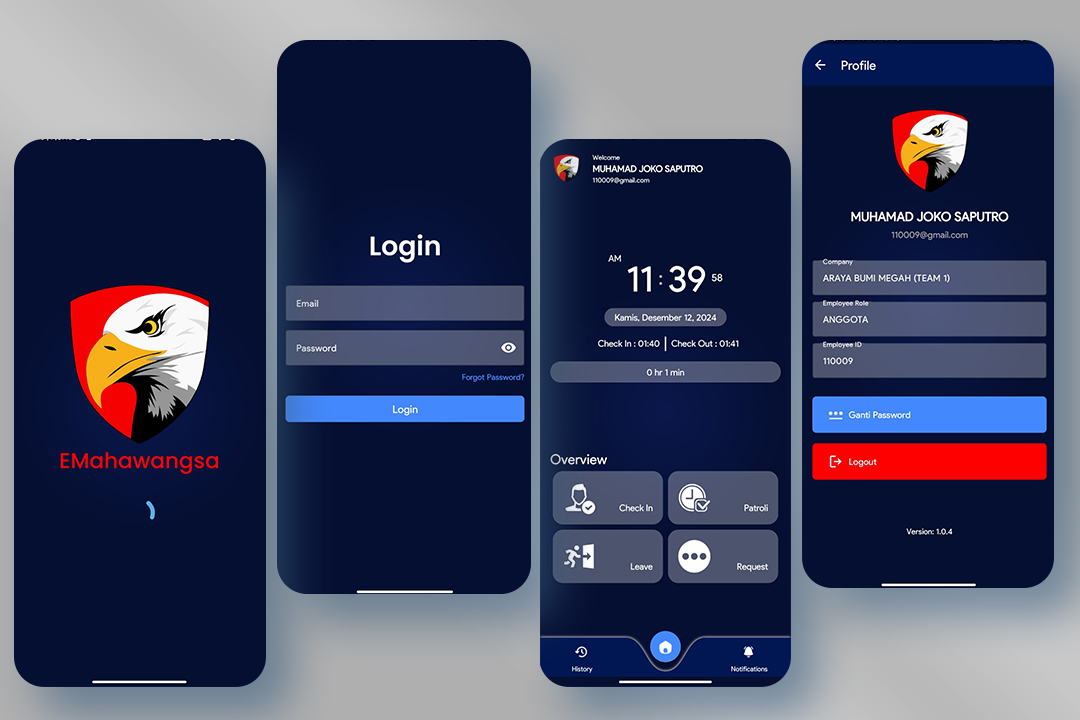 EMahawangsa
Login
Email
Password
Forgot Password?
Login
Welcome
MUHAMAD JOKO SAPUTRO
110009@gmail.com
AM
11 : 39 58
Kamis, Desember 12, 2024
Check In : 01:40 | Check Out : 01:41
0 hr 1 min
Overview
Check In
Patroli
Leave
Request
History
Notifications
Profile
MUHAMAD JOKO SAPUTRO
110009@gmail.com
Company
ARAYA BUMI MEGAH (TEAM 1)
Employee Role
ANGGOTA
Employee ID
110009
Ganti Password
Logout
Version: 1.0.4